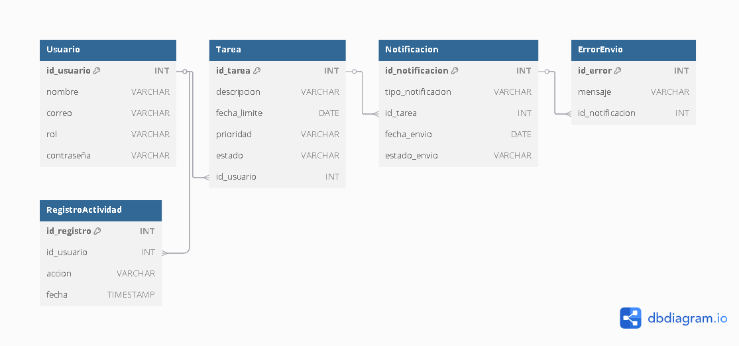 Usuario
id_usuario INT
nombre VARCHAR
correo VARCHAR
rol VARCHAR
contraseña VARCHAR
Tarea
id_tarea INT
descripcion VARCHAR
fecha_limite DATE
prioridad VARCHAR
estado VARCHAR
id_usuario INT
Notificacion
id_notificacion INT
tipo_notificacion VARCHAR
id_tarea INT
fecha_envio DATE
estado_envio VARCHAR
ErrorEnvio
id_error INT
mensaje VARCHAR
id_notificacion INT
RegistroActividad
id_registro INT
id_usuario INT
accion VARCHAR
fecha TIMESTAMP
dbdiagram.io